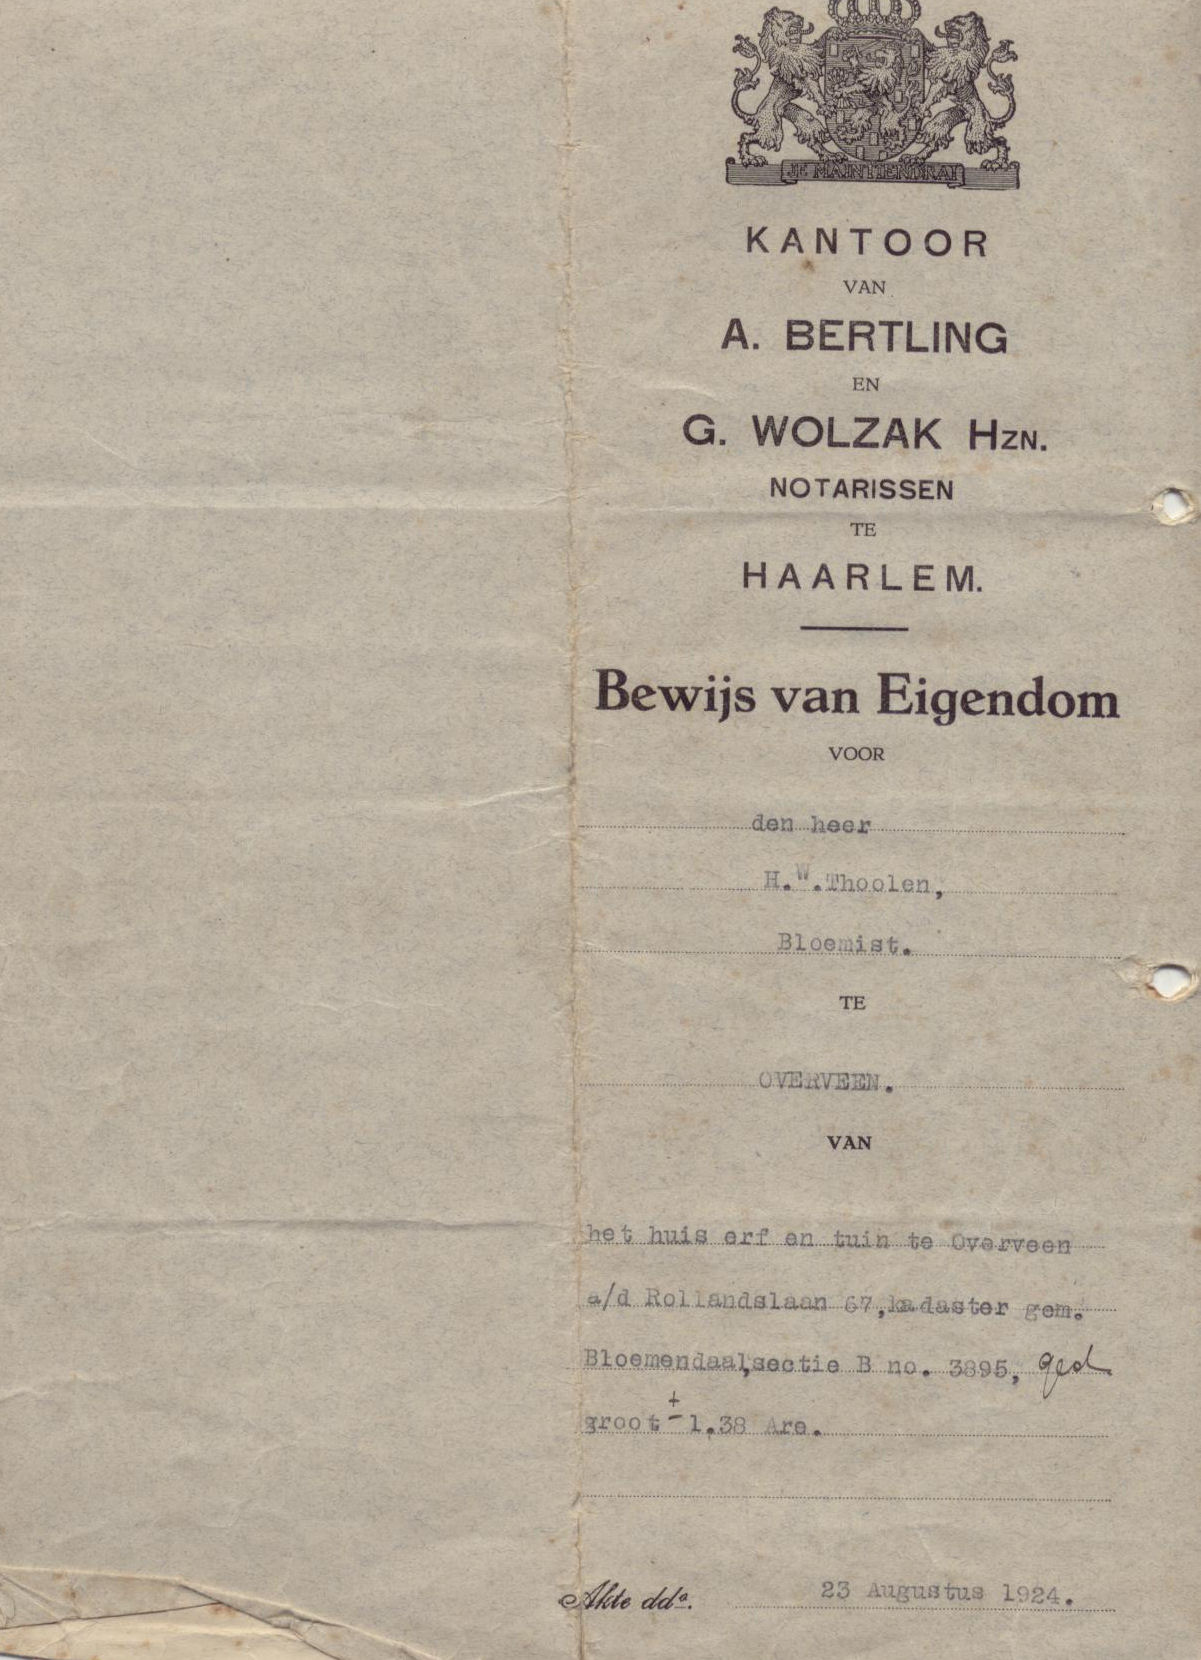 JE MAINTIENDRAI
KANTOOR
VAN
A. BERTLING
EN
G. WOLZAK HZN.
NOTARISSEN
TE
HAARLEM.
Bewijs van Eigendom
VOOR
den heer
H.W.Thoolen,
Bloemist.
TE
OVERVEEN.
VAN
het huis erf en tuin te Overveen
a/d Rollandslaan 67,kadaster gem.
Bloemendaal,sectie B no. 3895, ged
groot ± 1.38 Are.
Akte dda. 23 Augustus 1924.